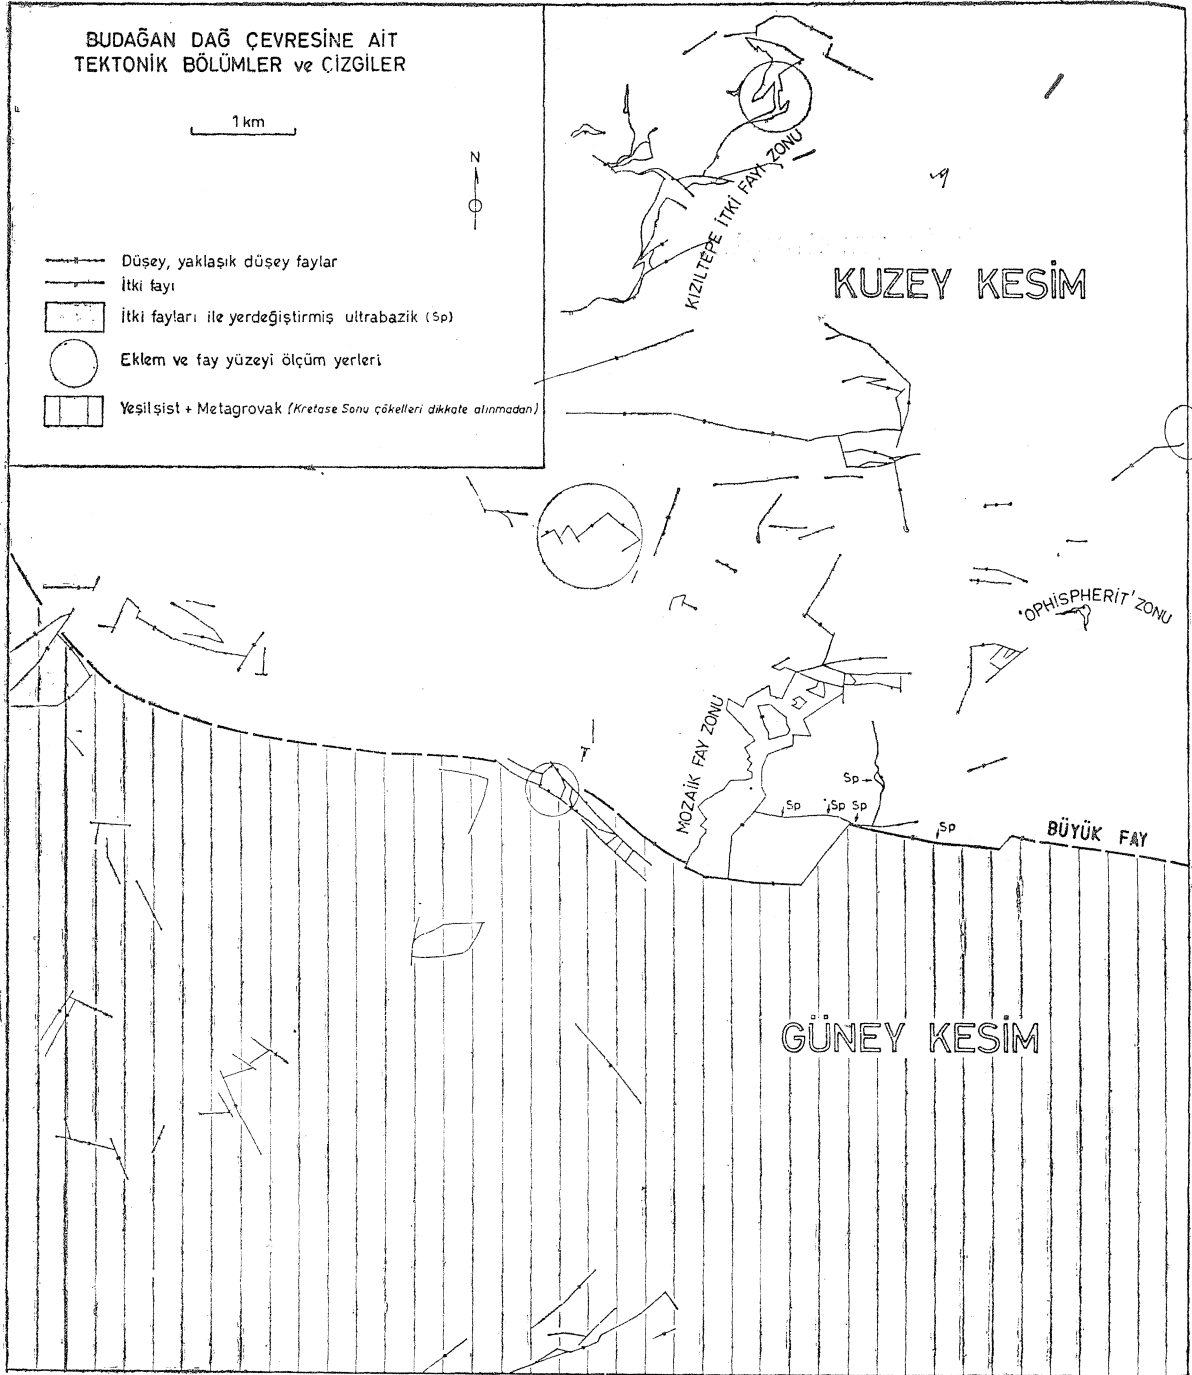 BUDAĞAN DAĞ ÇEVRESİNE AİT
TEKTONİK BÖLÜMLER ve ÇİZGİLER
1 km
N
Düşey, yaklaşık düşey faylar
İtki fayı
İtki fayları ile yerdeğiştirmiş ultrabazik (Sp)
Eklem ve fay yüzeyi ölçüm yerleri
Yeşilşist + Metagrovak (Kretase Sonu çökelleri dikkate alınmadan)
KIZILTEPE İTKİ FAYI ZONU
KUZEY KESİM
'OPHİSPHERİT' ZONU
MOZAİK FAY ZONU
Sp
Sp
Sp
Sp
Sp
BÜYÜK FAY
GÜNEY KESİM